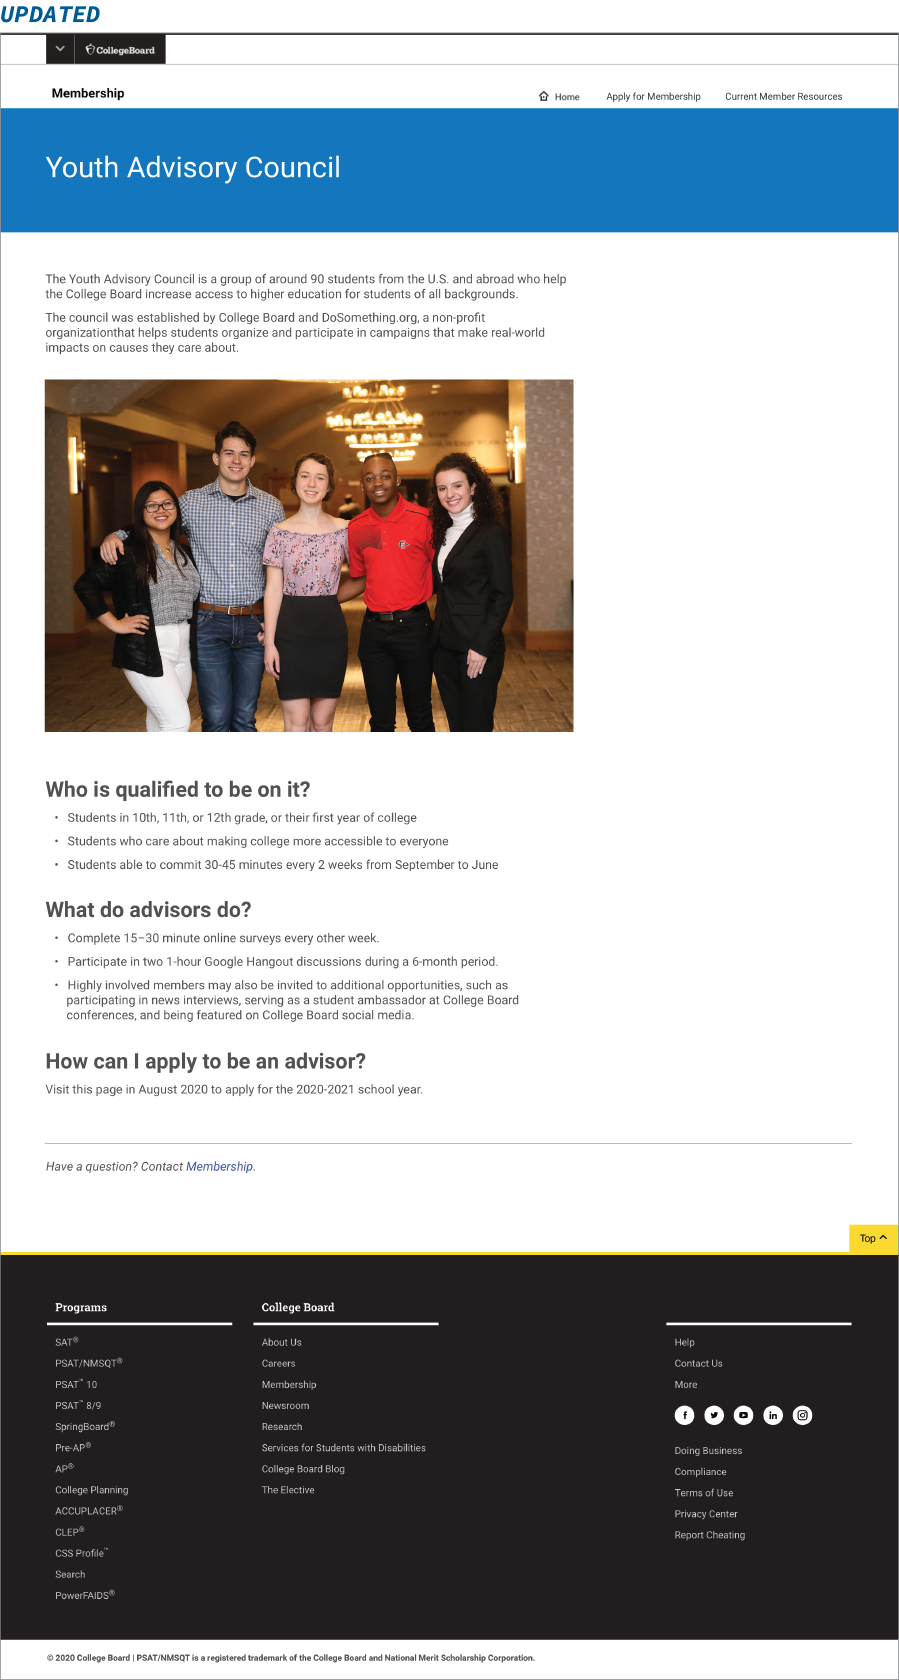 UPDATED
CollegeBoard
Membership
Home Apply for Membership Current Member Resources
Youth Advisory Council
The Youth Advisory Council is a group of around 90 students from the U.S. and abroad who help
the College Board increase access to higher education for students of all backgrounds.
The council was established by College Board and DoSomething.org, a non-profit
organizationthat helps students organize and participate in campaigns that make real-world
impacts on causes they care about.
Who is qualified to be on it?
• Students in 10th, 11th, or 12th grade, or their first year of college
• Students who care about making college more accessible to everyone
• Students able to commit 30-45 minutes every 2 weeks from September to June
What do advisors do?
• Complete 15–30 minute online surveys every other week.
• Participate in two 1-hour Google Hangout discussions during a 6-month period.
• Highly involved members may also be invited to additional opportunities, such as
participating in news interviews, serving as a student ambassador at College Board
conferences, and being featured on College Board social media.
How can I apply to be an advisor?
Visit this page in August 2020 to apply for the 2020-2021 school year.
Have a question? Contact Membership.
Top
Programs
SAT®
PSAT/NMSQT®
PSAT™ 10
PSAT™ 8/9
SpringBoard®
Pre-AP®
AP®
College Planning
ACCUPLACER®
CLEP®
CSS Profile™
Search
PowerFAIDS®
College Board
About Us
Careers
Membership
Newsroom
Research
Services for Students with Disabilities
College Board Blog
The Elective
Help
Contact Us
More
Doing Business
Compliance
Terms of Use
Privacy Center
Report Cheating
© 2020 College Board | PSAT/NMSQT is a registered trademark of the College Board and National Merit Scholarship Corporation.